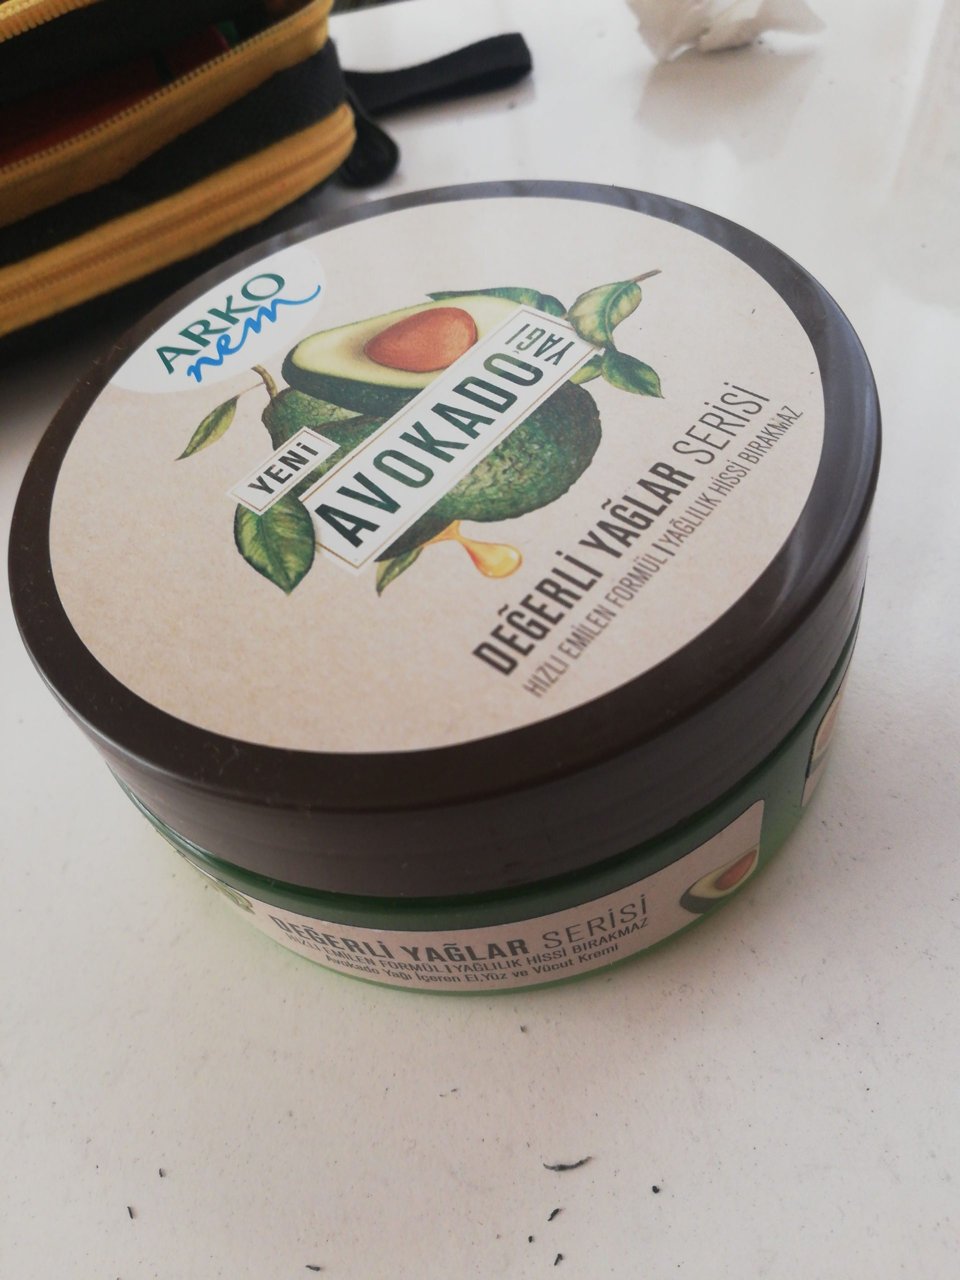 ARKO
nem
YENİ
AVOKADO
YAĞI
DEĞERLİ YAĞLAR SERİSİ
HIZLI EMİLEN FORMÜL | YAĞLILIK HİSSİ BIRAKMAZ
DEĞERLİ YAĞLAR SERİSİ
HIZLI EMİLEN FORMÜL | YAĞLILIK HİSSİ BIRAKMAZ
Avokado Yağı İçeren El,Yüz ve Vücut Kremi